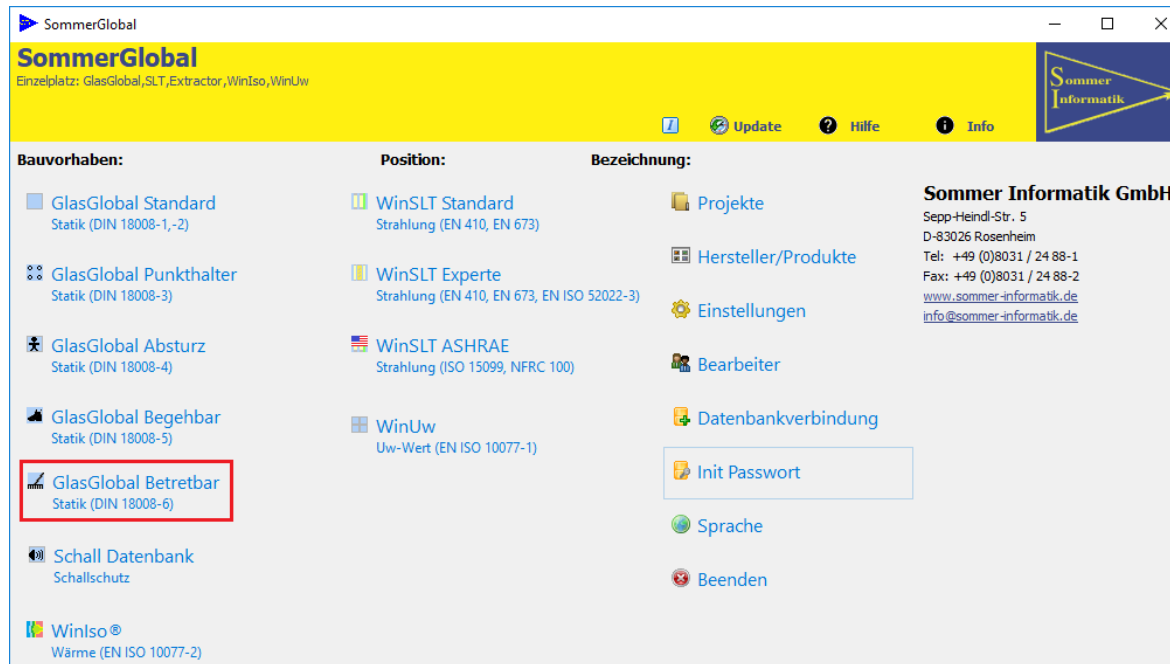 SommerGlobal
SommerGlobal
Einzelplatz: GlasGlobal,SLT,Extractor,WinIso,WinUw
Sommer
Informatik
i Update ? Hilfe i Info
Bauvorhaben: Position: Bezeichnung:
GlasGlobal Standard
Statik (DIN 18008-1,-2)
GlasGlobal Punkthalter
Statik (DIN 18008-3)
GlasGlobal Absturz
Statik (DIN 18008-4)
GlasGlobal Begehbar
Statik (DIN 18008-5)
GlasGlobal Betretbar
Statik (DIN 18008-6)
Schall Datenbank
Schallschutz
WinIso®
Wärme (EN ISO 10077-2)
WinSLT Standard
Strahlung (EN 410, EN 673)
WinSLT Experte
Strahlung (EN 410, EN 673, EN ISO 52022-3)
WinSLT ASHRAE
Strahlung (ISO 15099, NFRC 100)
WinUw
Uw-Wert (EN ISO 10077-1)
Projekte
Hersteller/Produkte
Einstellungen
Bearbeiter
Datenbankverbindung
Init Passwort
Sprache
Beenden
Sommer Informatik GmbH
Sepp-Heindl-Str. 5
D-83026 Rosenheim
Tel: +49 (0)8031 / 24 88-1
Fax: +49 (0)8031 / 24 88-2
www.sommer-informatik.de
info@sommer-informatik.de